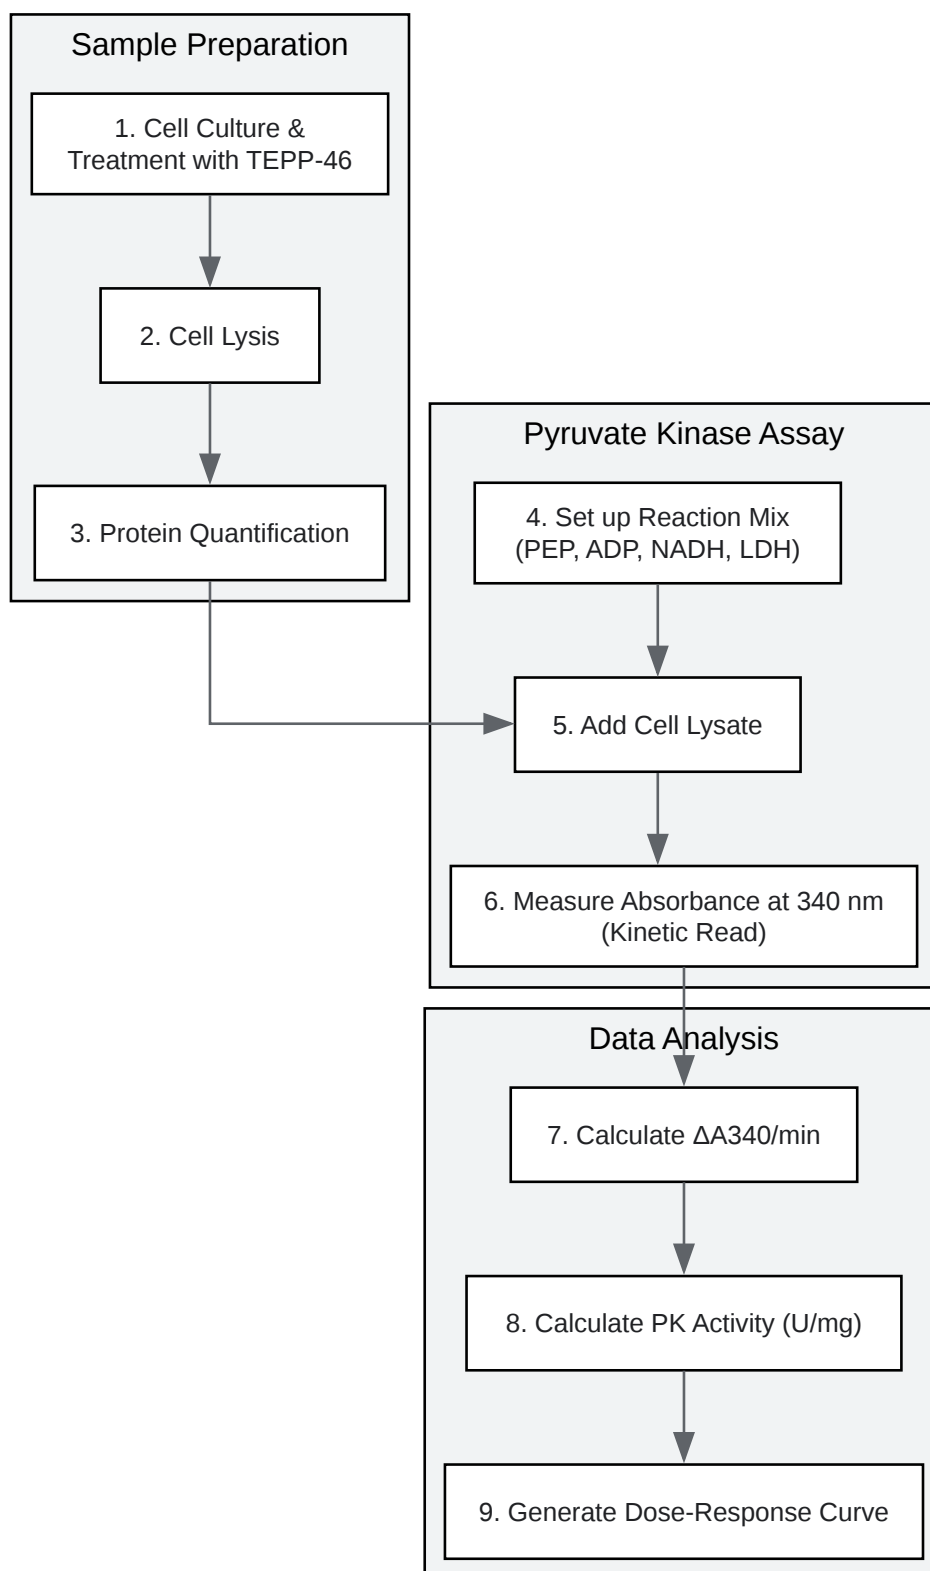 Sample Preparation
1. Cell Culture &
Treatment with TEPP-46
2. Cell Lysis
3. Protein Quantification
Pyruvate Kinase Assay
4. Set up Reaction Mix
(PEP, ADP, NADH, LDH)
5. Add Cell Lysate
6. Measure Absorbance at 340 nm
(Kinetic Read)
Data Analysis
7. Calculate ΔA340/min
8. Calculate PK Activity (U/mg)
9. Generate Dose-Response Curve